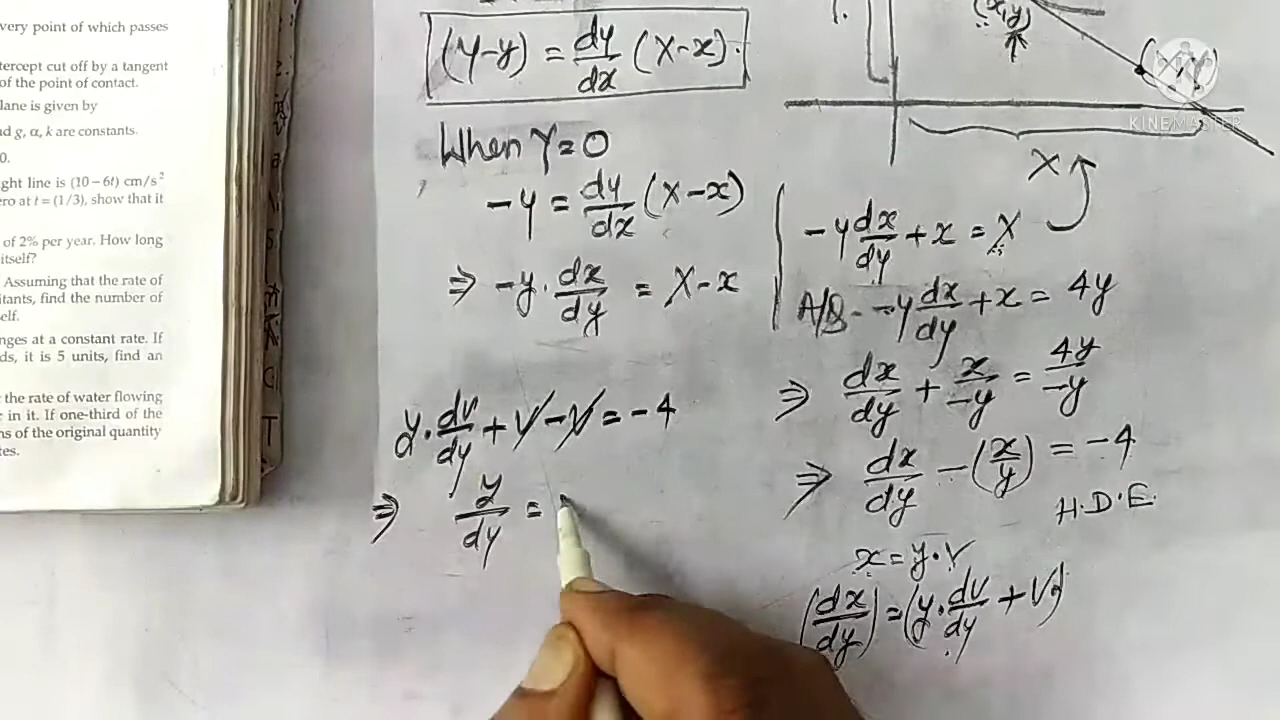 very point of which passes
tercept cut off by a tangent
of the point of contact.
lane is given by
nd g, α, k are constants.
0.
ght line is (10 – 6t) cm/s²
ero at t = (1/3), show that it
of 2% per year. How long
itself?
Assuming that the rate of
itants, find the number of
elf.
nges at a constant rate. If
ds, it is 5 units, find an
the rate of water flowing
in it. If one-third of the
ns of the original quantity
tes.
(Y-y) = dy/dx (X-x).
When Y=0
-y = dy/dx (X-x)
⇒ -y. dx/dy = X-x
y. dv/dy + v - v = -4
⇒ y/dy =
(x,y)
(X,Y)
KINEMASTER
X
-y dx/dy + x = X
A/Q- -y dx/dy + x = 4y
⇒ dx/dy + x/-y = 4y/-y
⇒ dx/dy - (x/y) = -4
H.D.E.
x = y.v
(dx/dy) = (y. dv/dy + v.)